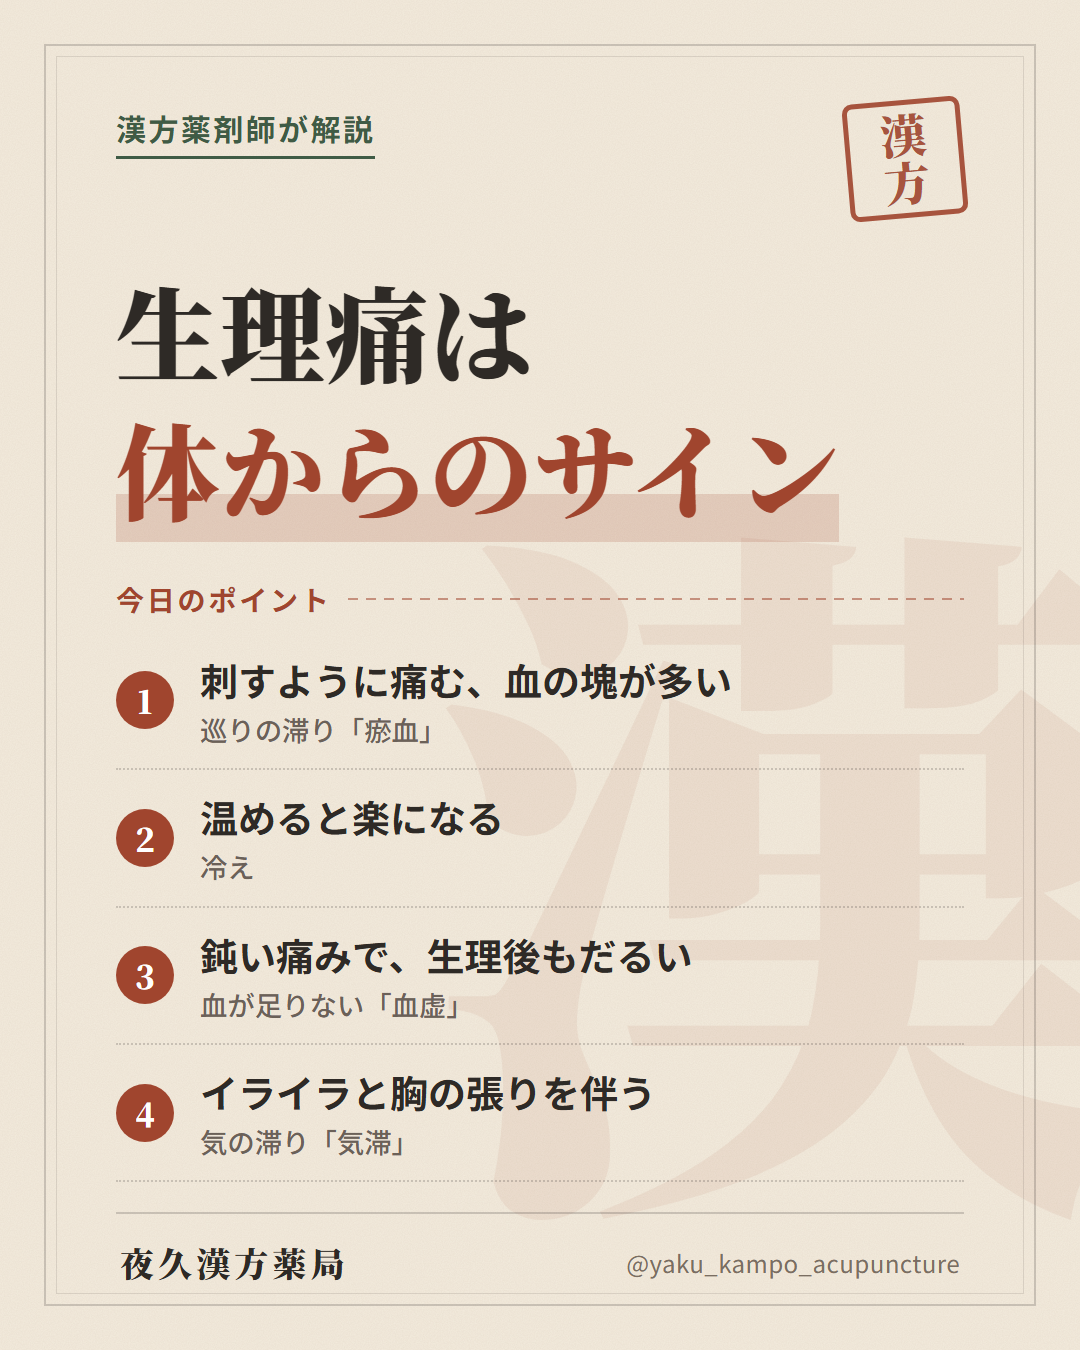 漢方薬剤師が解説
漢方
生理痛は
体からのサイン
今日のポイント
1 刺すように痛む、血の塊が多い
巡りの滞り「瘀血」
2 温めると楽になる
冷え
3 鈍い痛みで、生理後もだるい
血が足りない「血虚」
4 イライラと胸の張りを伴う
気の滞り「気滞」
漢
夜久漢方薬局
@yaku_kampo_acupuncture